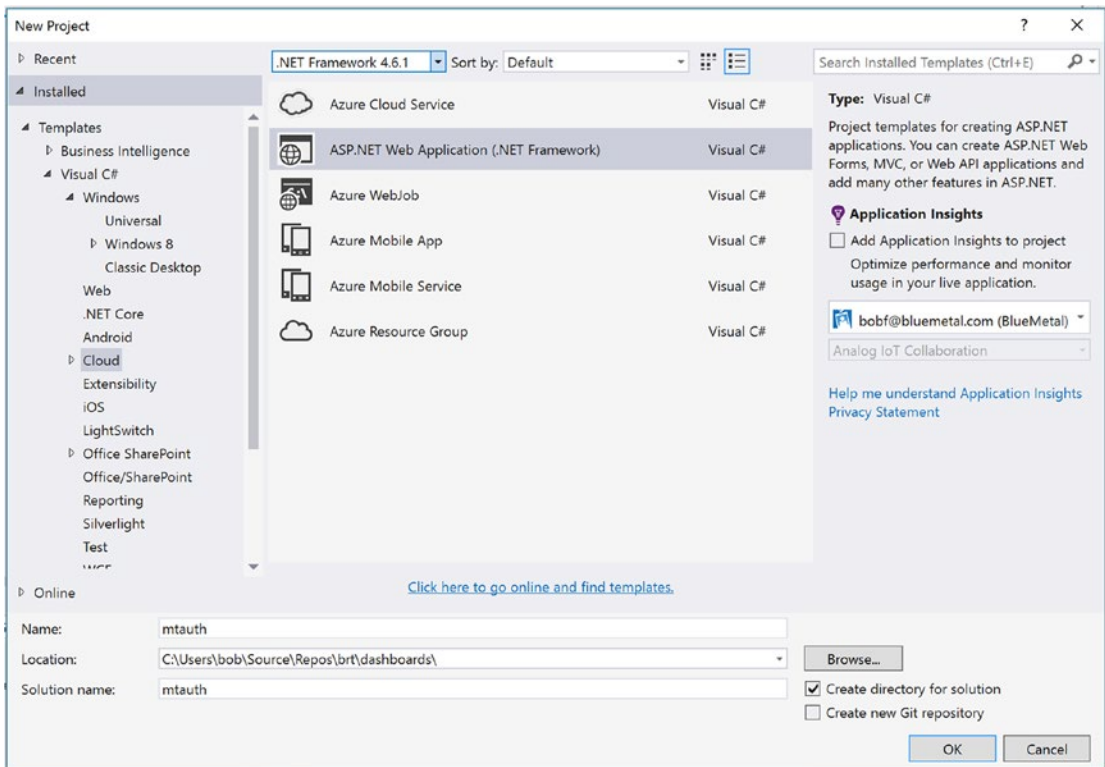 New Project
?
Recent
.NET Framework 4.6.1
Sort by: Default
Search Installed Templates (Ctrl+E)
Installed
Templates
Business Intelligence
Visual C#
Windows
Universal
Windows 8
Classic Desktop
Web
.NET Core
Android
Cloud
Extensibility
iOS
LightSwitch
Office SharePoint
Office/SharePoint
Reporting
Silverlight
Test
Online
Azure Cloud Service Visual C#
ASP.NET Web Application (.NET Framework) Visual C#
Azure WebJob Visual C#
Azure Mobile App Visual C#
Azure Mobile Service Visual C#
Azure Resource Group Visual C#
Click here to go online and find templates.
Type: Visual C#
Project templates for creating ASP.NET
applications. You can create ASP.NET Web
Forms, MVC, or Web API applications and
add many other features in ASP.NET.
Application Insights
Add Application Insights to project
Optimize performance and monitor
usage in your live application.
bobf@bluemetal.com (BlueMetal)
Analog IoT Collaboration
Help me understand Application Insights
Privacy Statement
Name: mtauth
Location: C:\Users\bob\Source\Repos\brt\dashboards\
Browse...
Solution name: mtauth
Create directory for solution
Create new Git repository
OK
Cancel